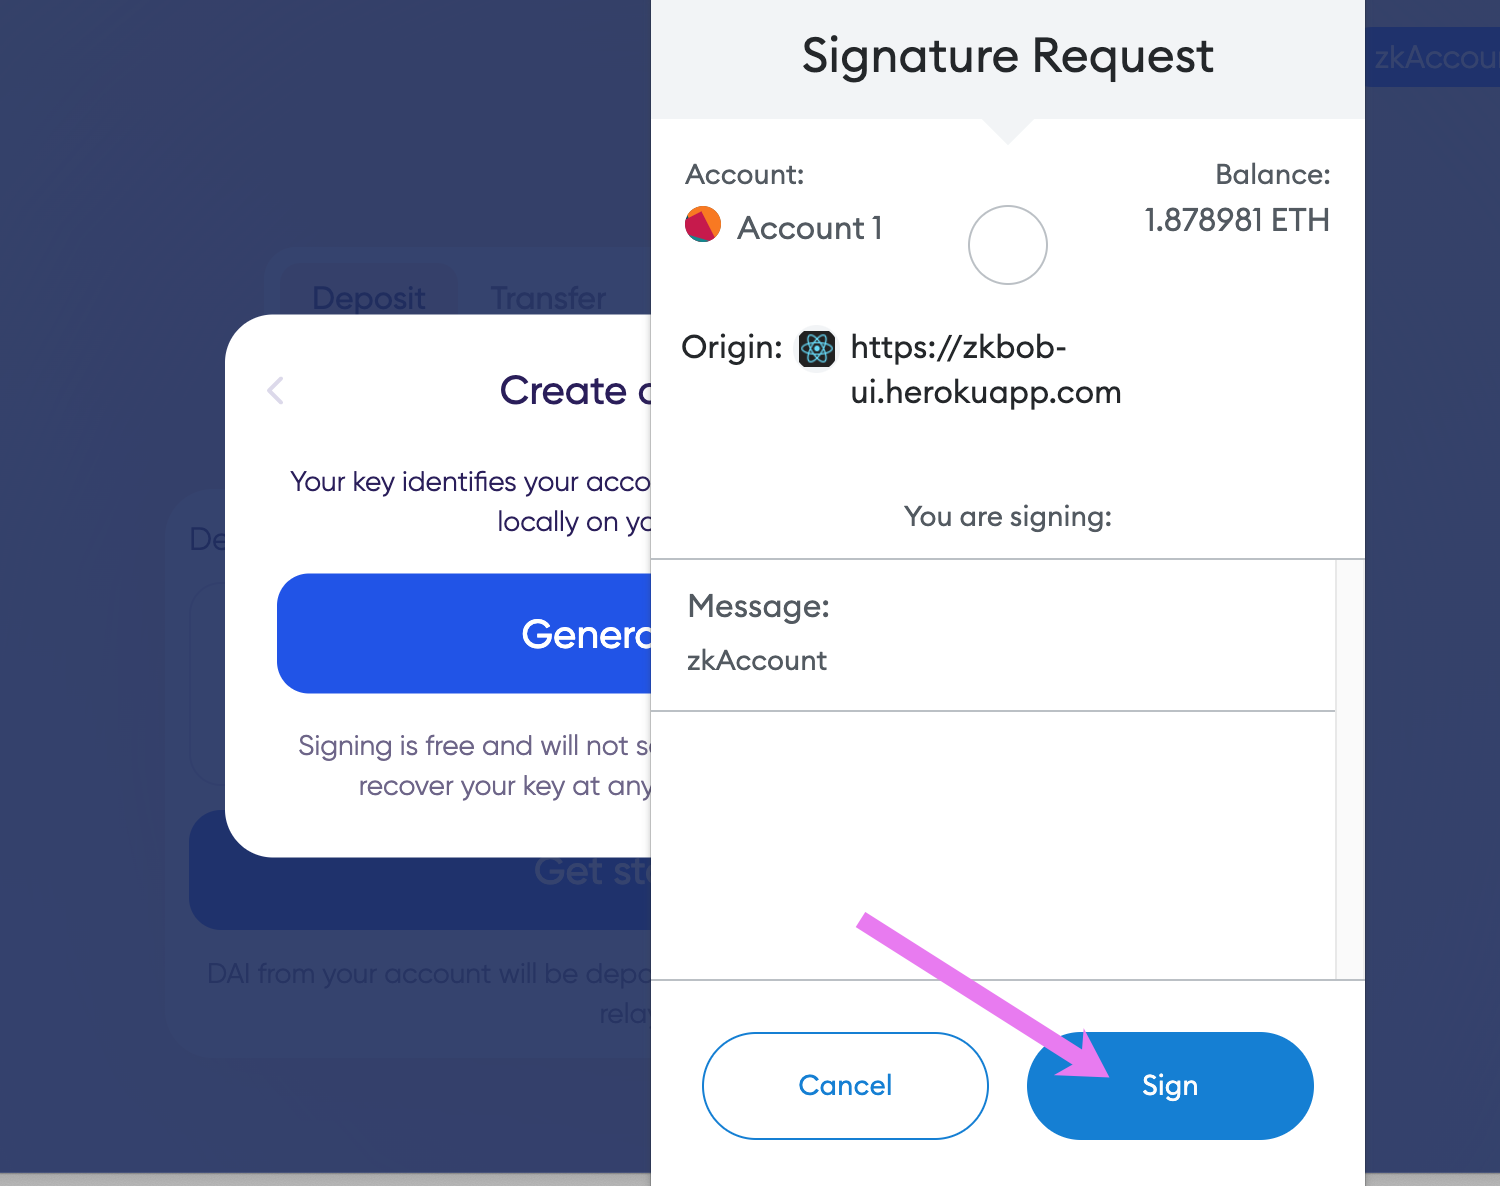 Signature Request
zkAccou
Account:
Balance:
Account 1
1.878981 ETH
Deposit
Transfer
Origin:
https://zkbob-
ui.herokuapp.com
Create
Your key identifies your acco
locally on yo
You are signing:
De
Message:
zkAccount
Genera
Signing is free and will not s
recover your key at any
Get st
DAI from your account will be depo
rela
Cancel
Sign